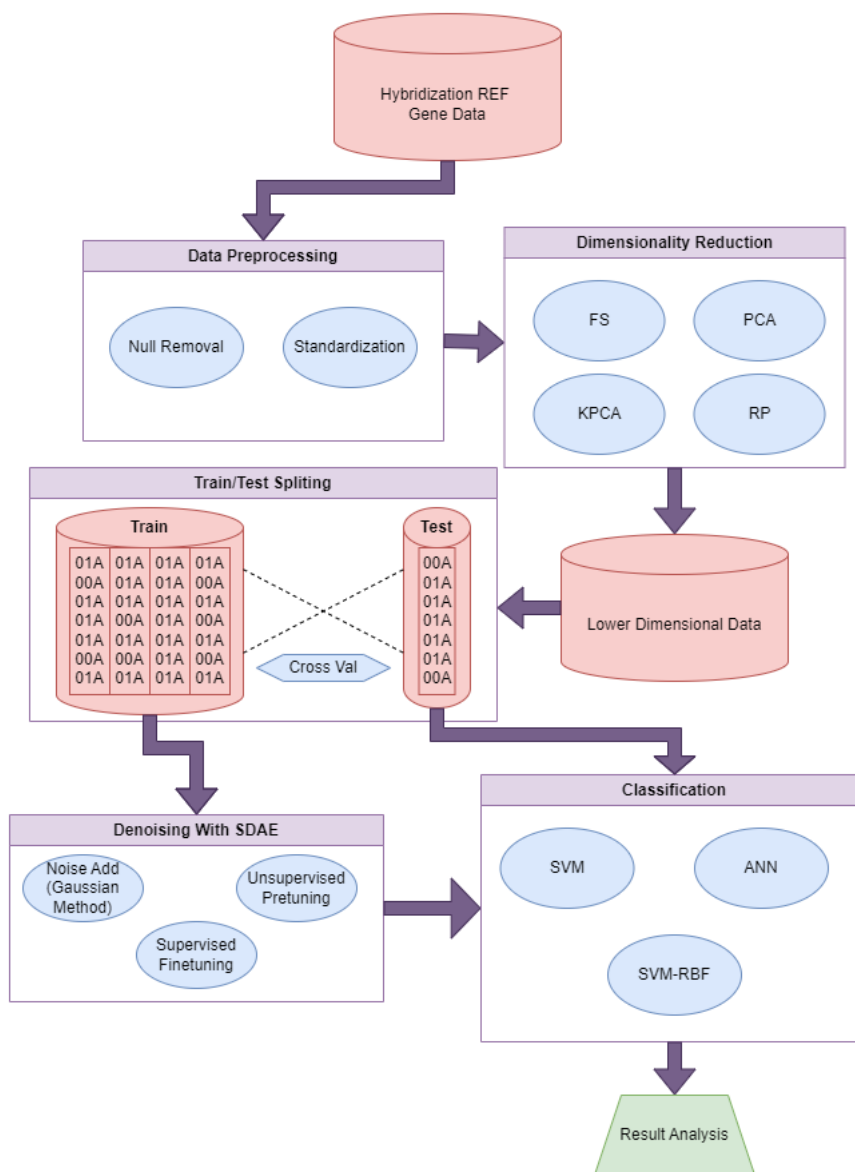 Hybridization REF
Gene Data
Data Preprocessing
Null Removal
Standardization
Dimensionality Reduction
FS
PCA
KPCA
RP
Train/Test Spliting
Train
01A 01A 01A 01A
00A 01A 01A 00A
01A 01A 01A 01A
01A 00A 01A 00A
01A 01A 01A 01A
00A 00A 01A 00A
01A 01A 01A 01A
Cross Val
Test
00A
01A
01A
01A
01A
01A
00A
Lower Dimensional Data
Denoising With SDAE
Noise Add
(Gaussian
Method)
Unsupervised
Pretuning
Supervised
Finetuning
Classification
SVM
ANN
SVM-RBF
Result Analysis